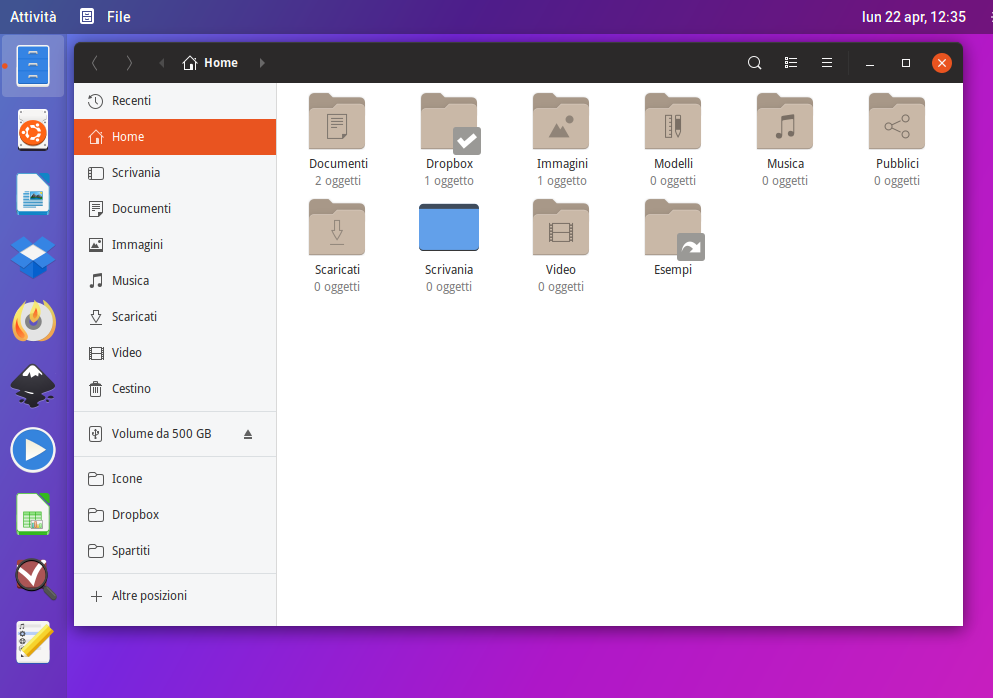 Attività File lun 22 apr, 12:35
Home
Recenti
Home
Scrivania
Documenti
Immagini
Musica
Scaricati
Video
Cestino
Volume da 500 GB
Icone
Dropbox
Spartiti
Altre posizioni
Documenti Dropbox Immagini Modelli Musica Pubblici
2 oggetti 1 oggetto 1 oggetto 0 oggetti 0 oggetti 0 oggetti
Scaricati Scrivania Video Esempi
0 oggetti 0 oggetti 0 oggetti